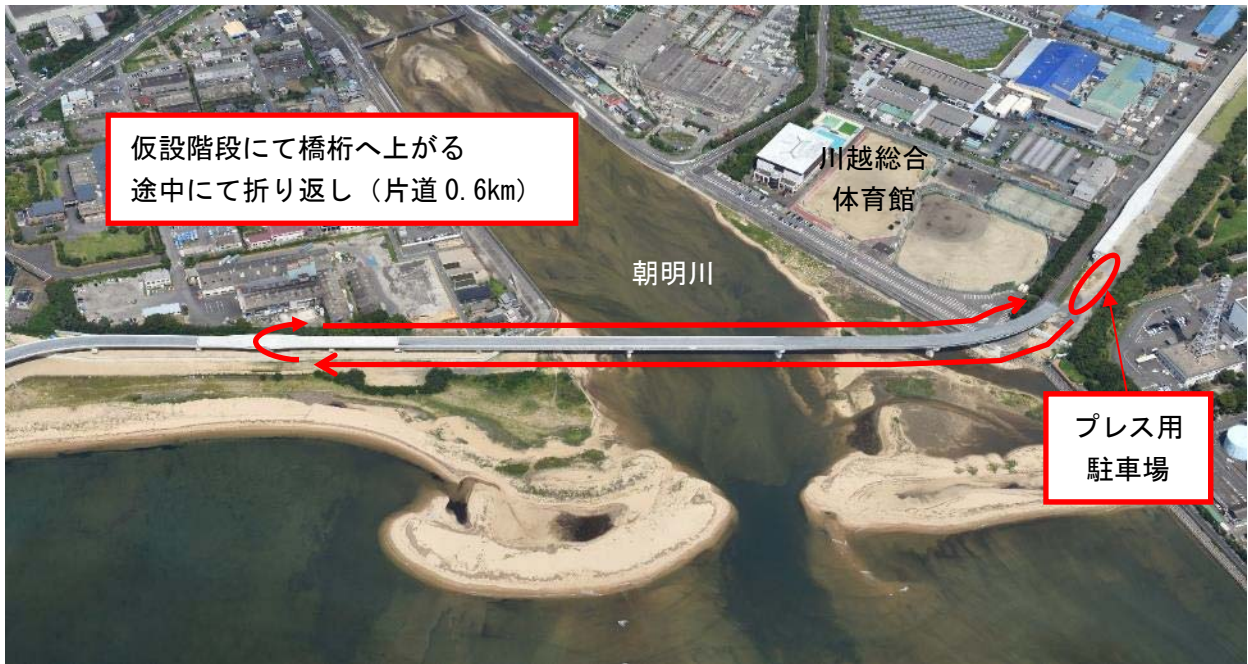 仮設階段にて橋桁へ上がる
途中にて折り返し（片道 0.6km）
川越総合
体育館
朝明川
プレス用
駐車場